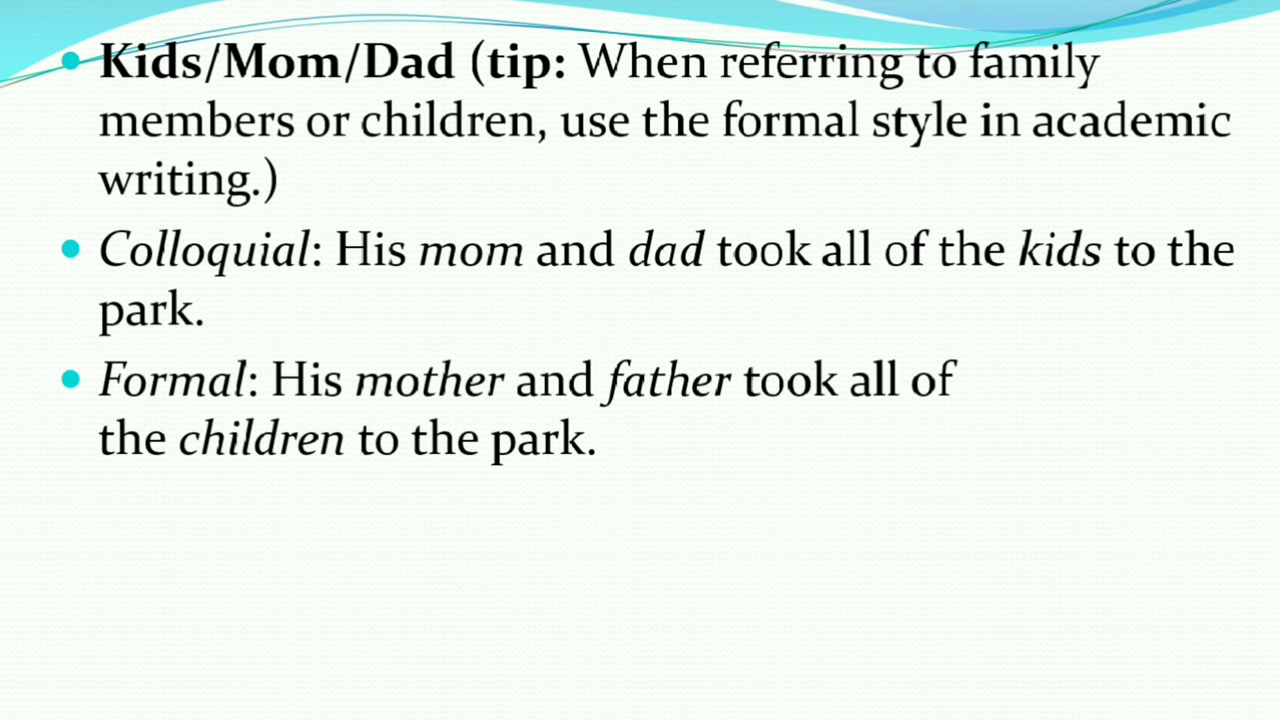 • Kids/Mom/Dad (tip: When referring to family
members or children, use the formal style in academic
writing.)
• Colloquial: His mom and dad took all of the kids to the
park.
• Formal: His mother and father took all of
the children to the park.